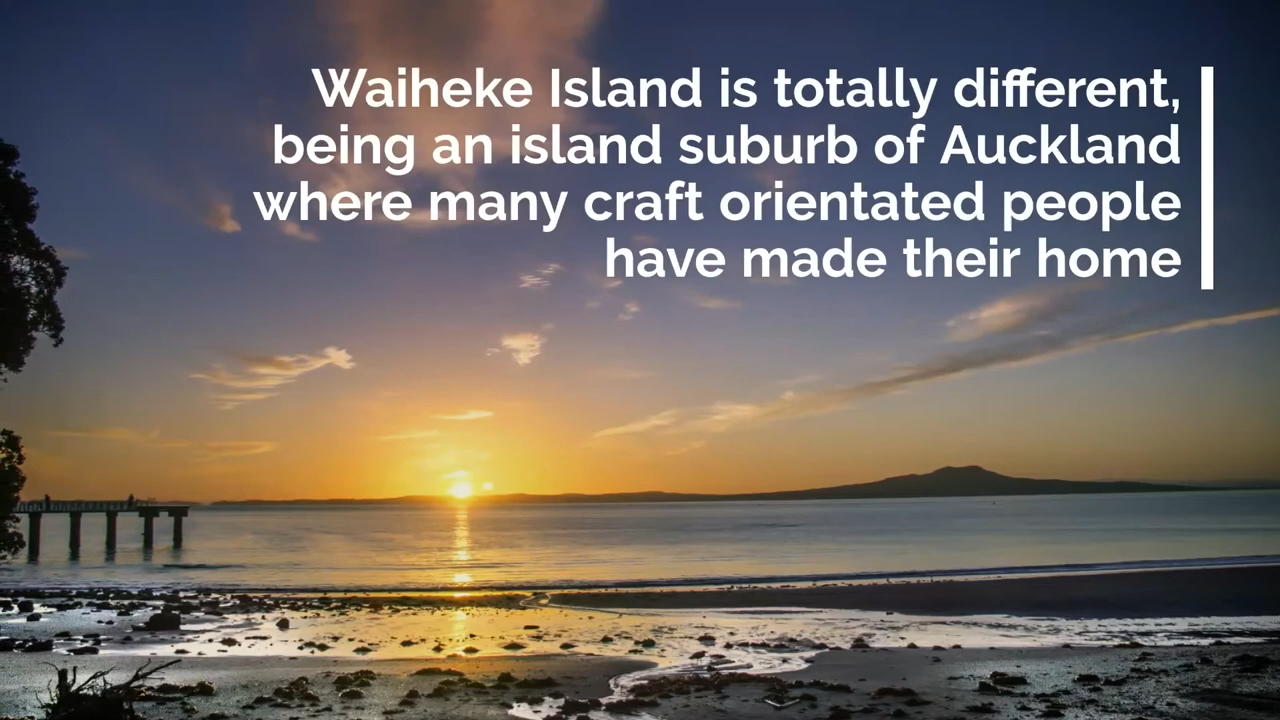 Waiheke Island is totally different,
being an island suburb of Auckland
where many craft orientated people
have made their home